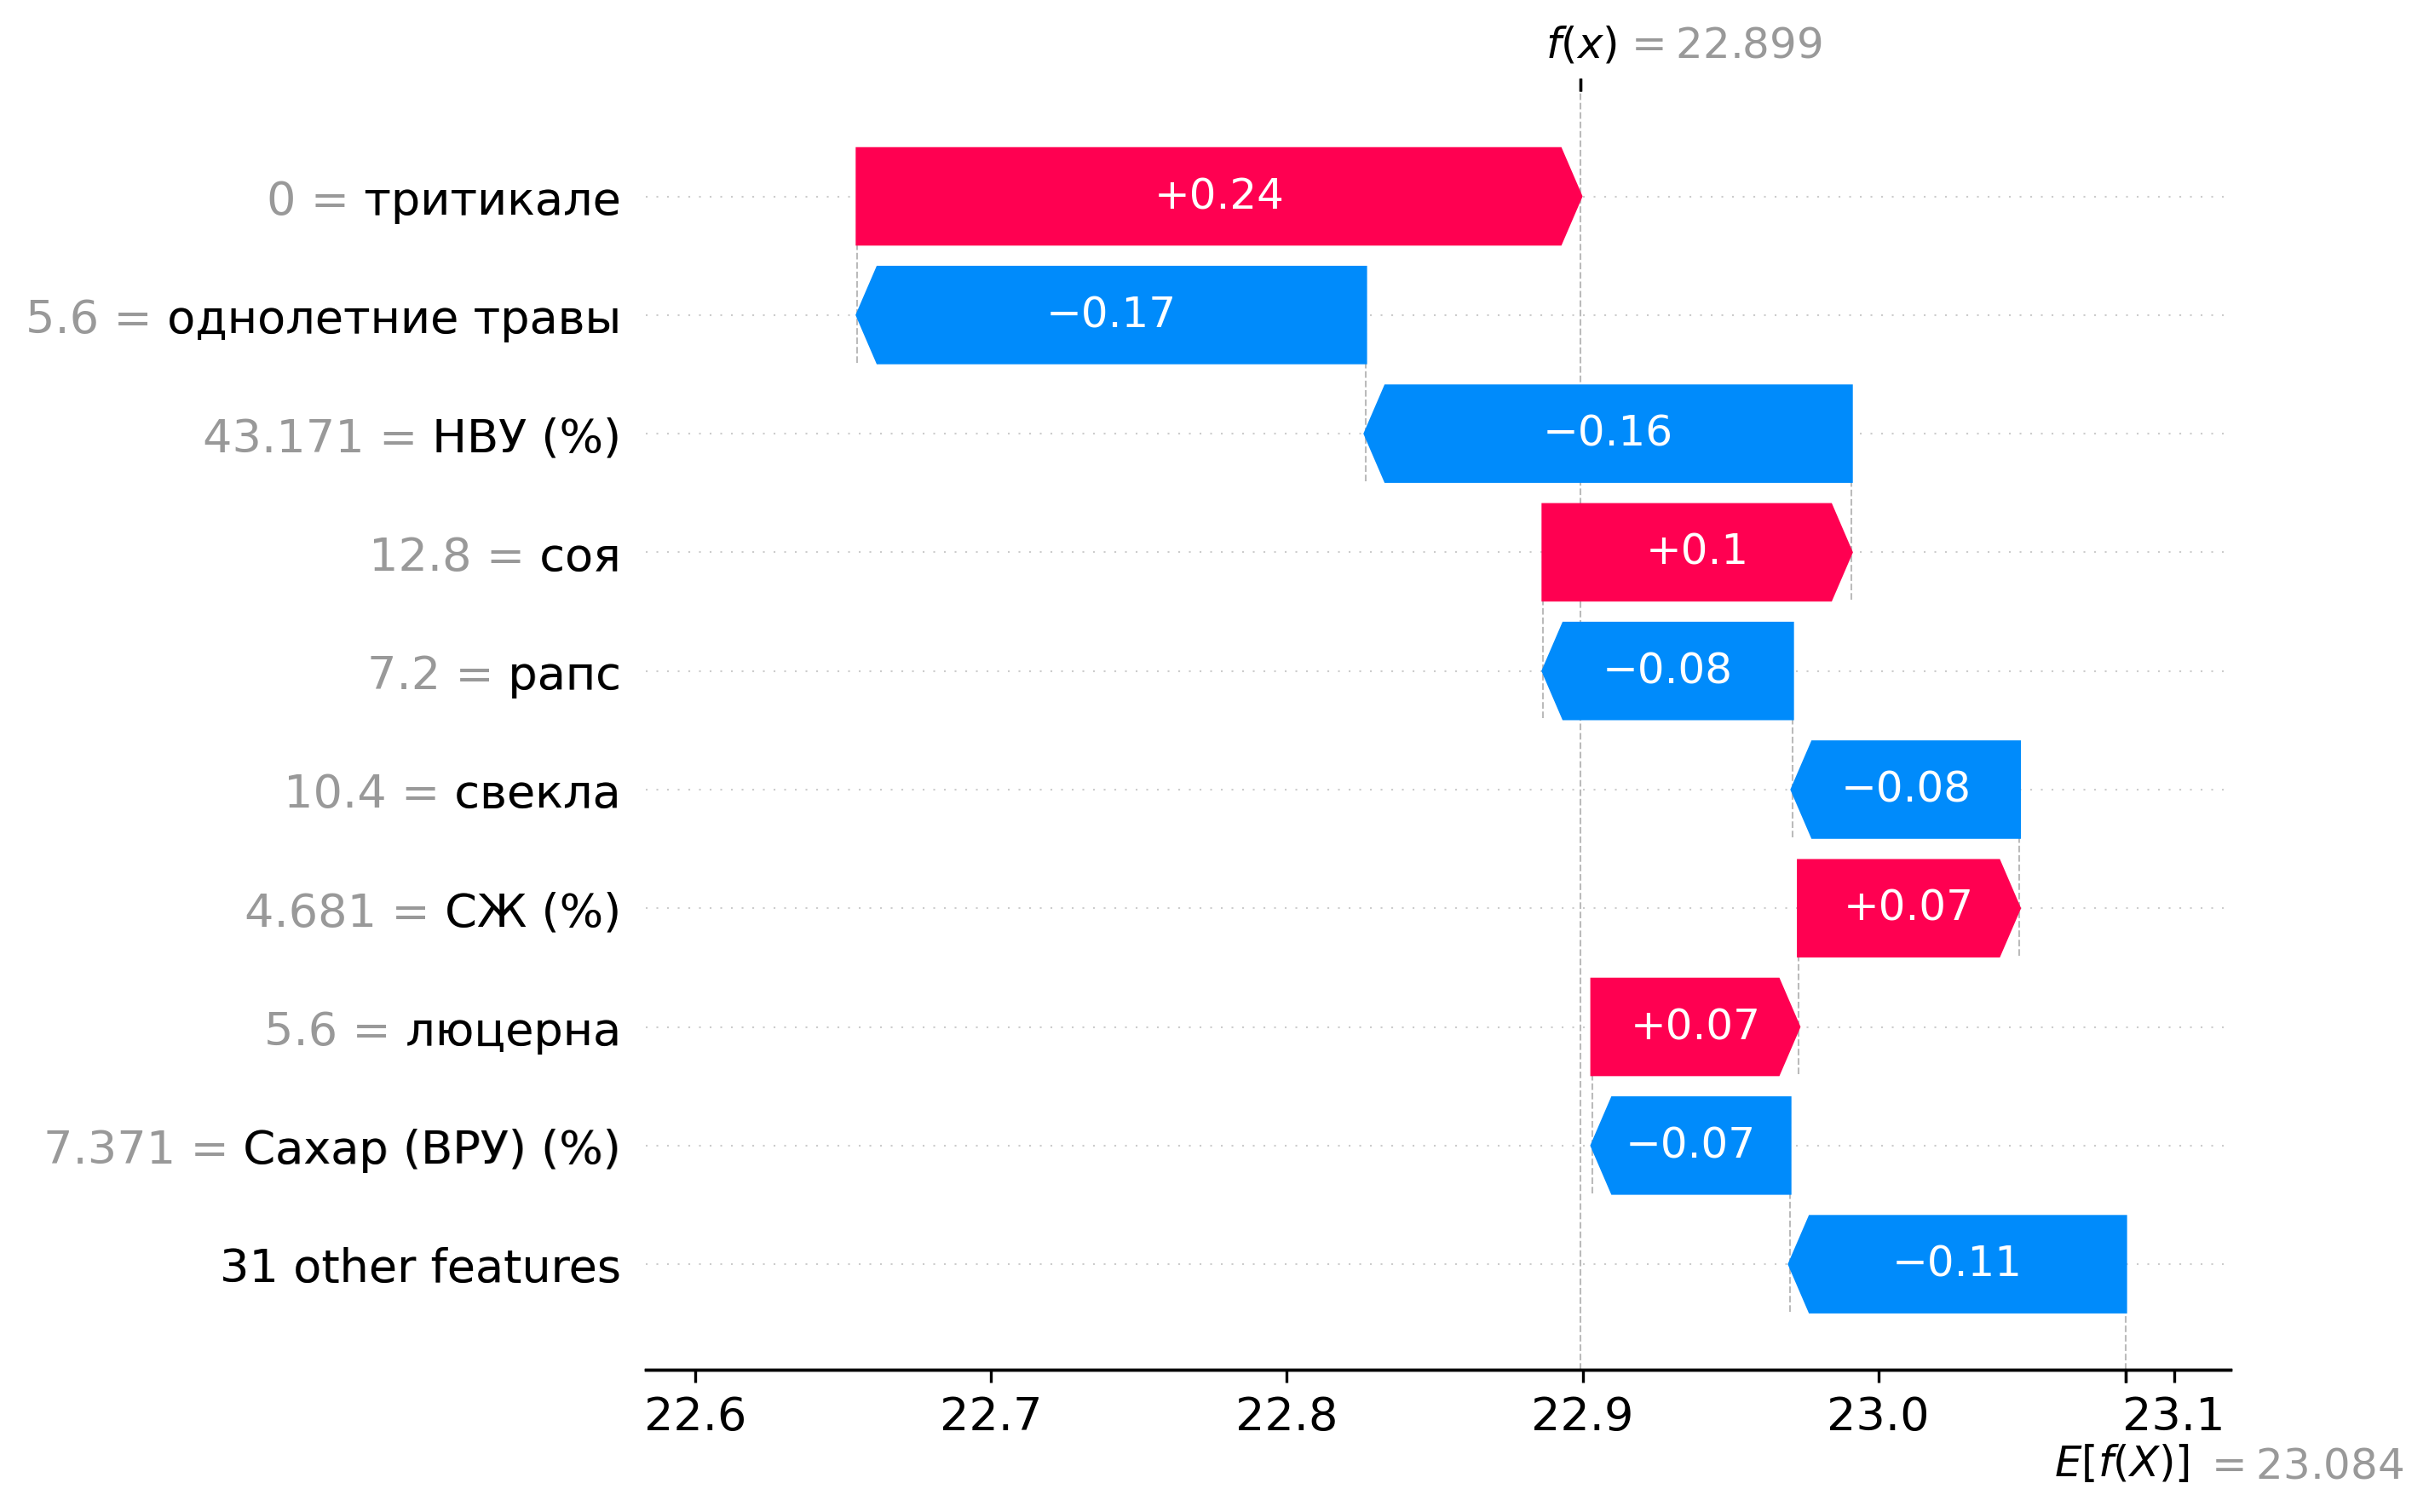 f(x) = 22.899
0 = тритикале +0.24
5.6 = однолетние травы −0.17
43.171 = НВУ (%) −0.16
12.8 = соя +0.1
7.2 = рапс −0.08
10.4 = свекла −0.08
4.681 = СЖ (%) +0.07
5.6 = люцерна +0.07
7.371 = Сахар (ВРУ) (%) −0.07
31 other features −0.11
22.6 22.7 22.8 22.9 23.0 23.1
E[f(X)] = 23.084